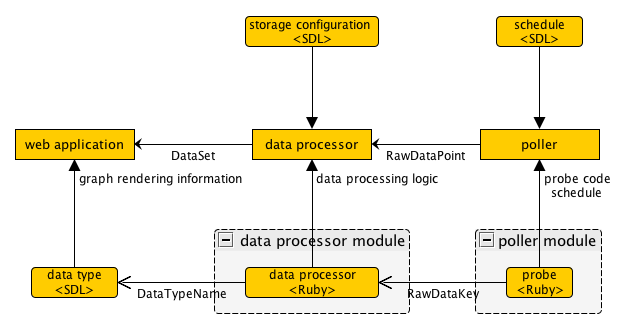 storage configuration
<SDL>
schedule
<SDL>
web application
data processor
poller
DataSet
RawDataPoint
graph rendering information
data processing logic
probe code
schedule
data processor module
poller module
data type
<SDL>
data processor
<Ruby>
probe
<Ruby>
DataTypeName
RawDataKey